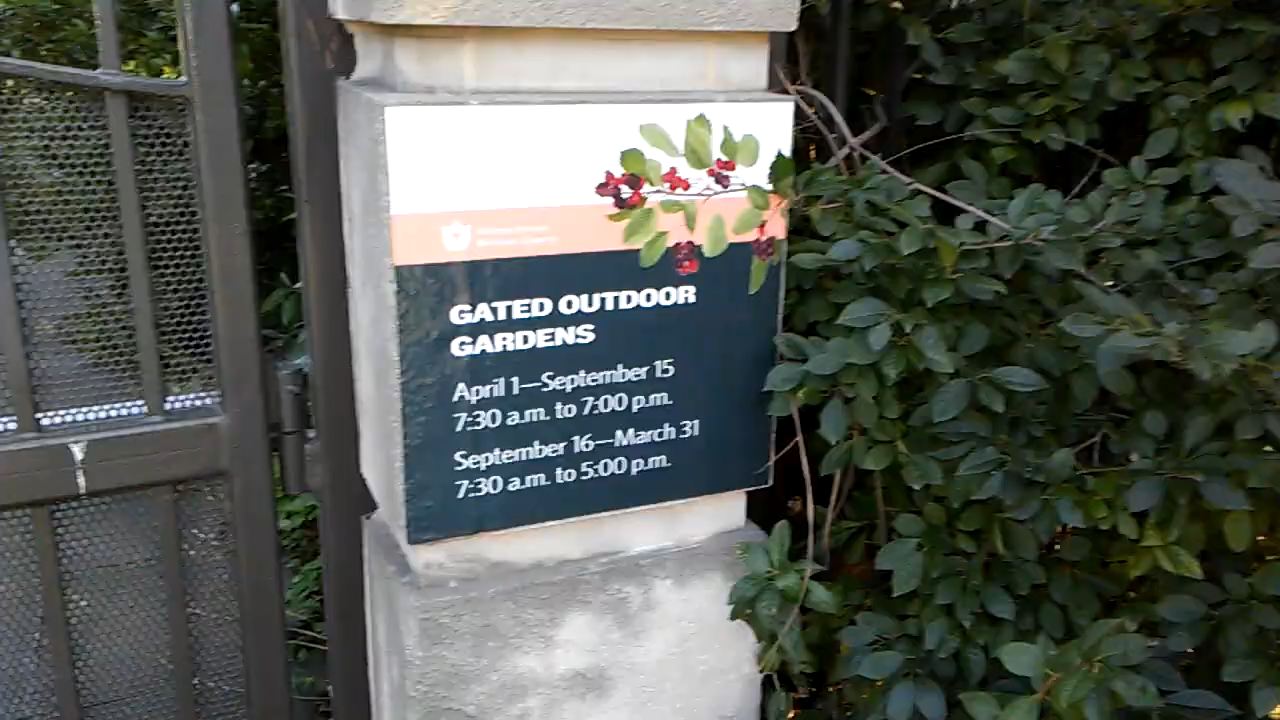 GATED OUTDOOR
GARDENS
April 1—September 15
7:30 a.m. to 7:00 p.m.
September 16—March 31
7:30 a.m. to 5:00 p.m.